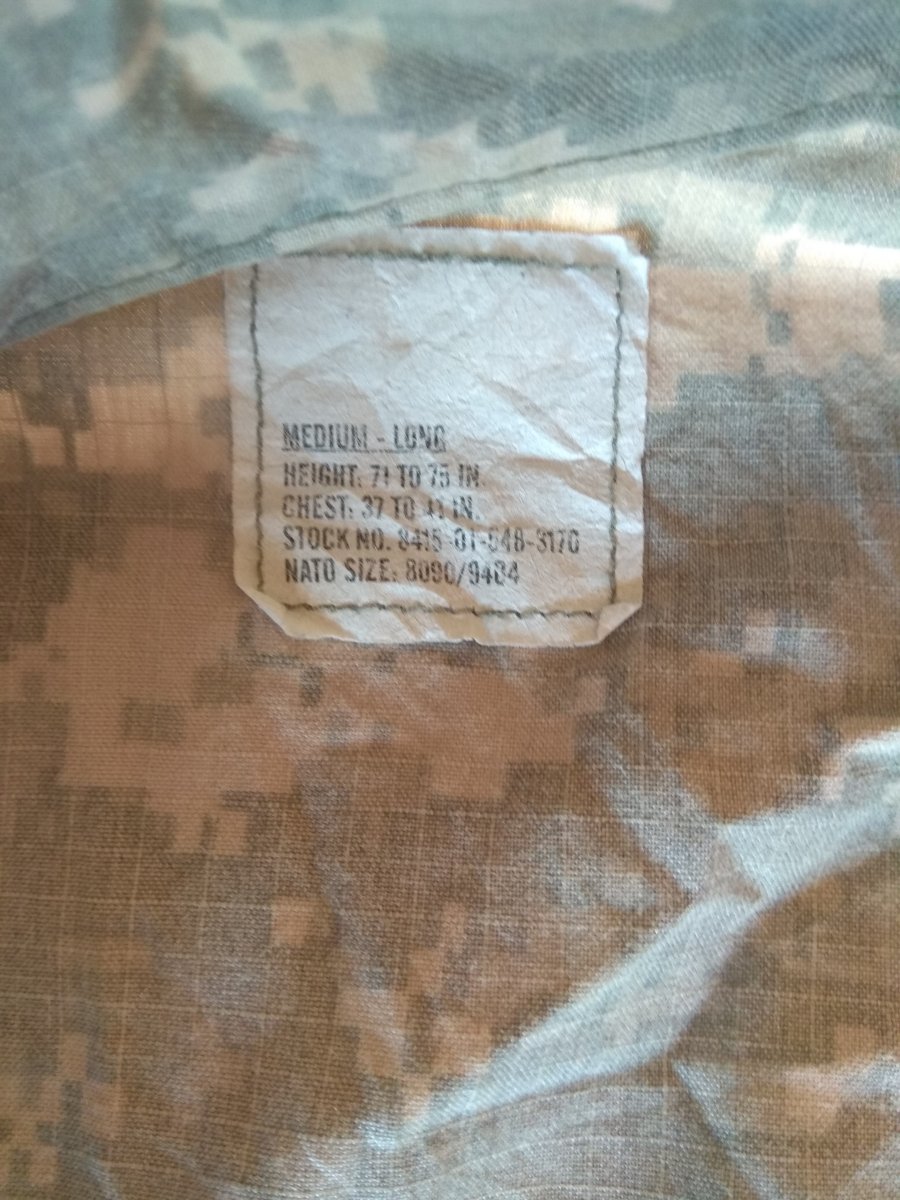 MEDIUM - LONG
HEIGHT: 71 TO 75 IN.
CHEST: 37 TO 41 IN.
STOCK NO. 8415-01-548-3170
NATO SIZE: 8090/9404